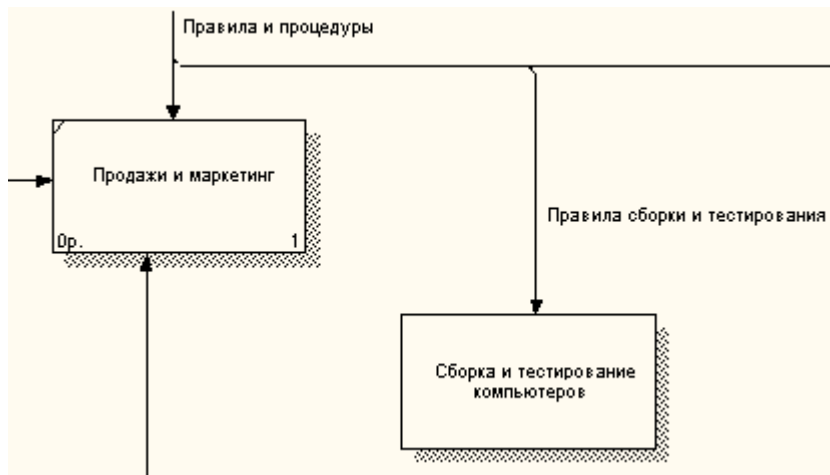 Правила и процедуры
Продажи и маркетинг
0р.
1
Правила сборки и тестирования
Сборка и тестирование
компьютеров